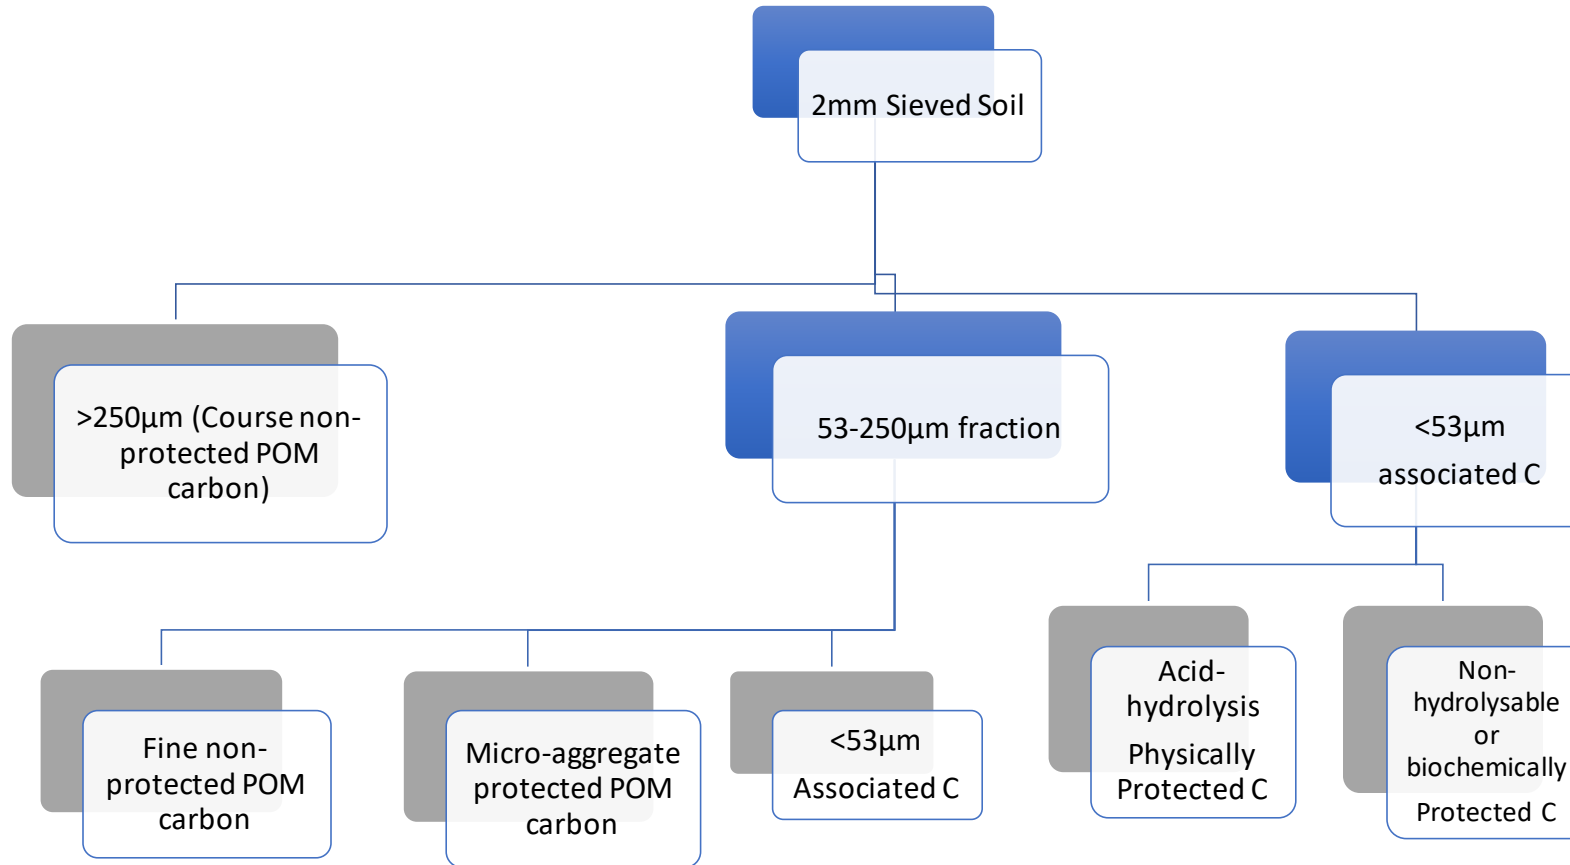 2mm Sieved Soil
>250µm (Course non-
protected POM
carbon)
53-250µm fraction
<53µm
associated C
Fine non-
protected POM
carbon
Micro-aggregate
protected POM
carbon
<53µm
Associated C
Acid-
hydrolysis
Physically
Protected C
Non-
hydrolysable
or
biochemically
Protected C